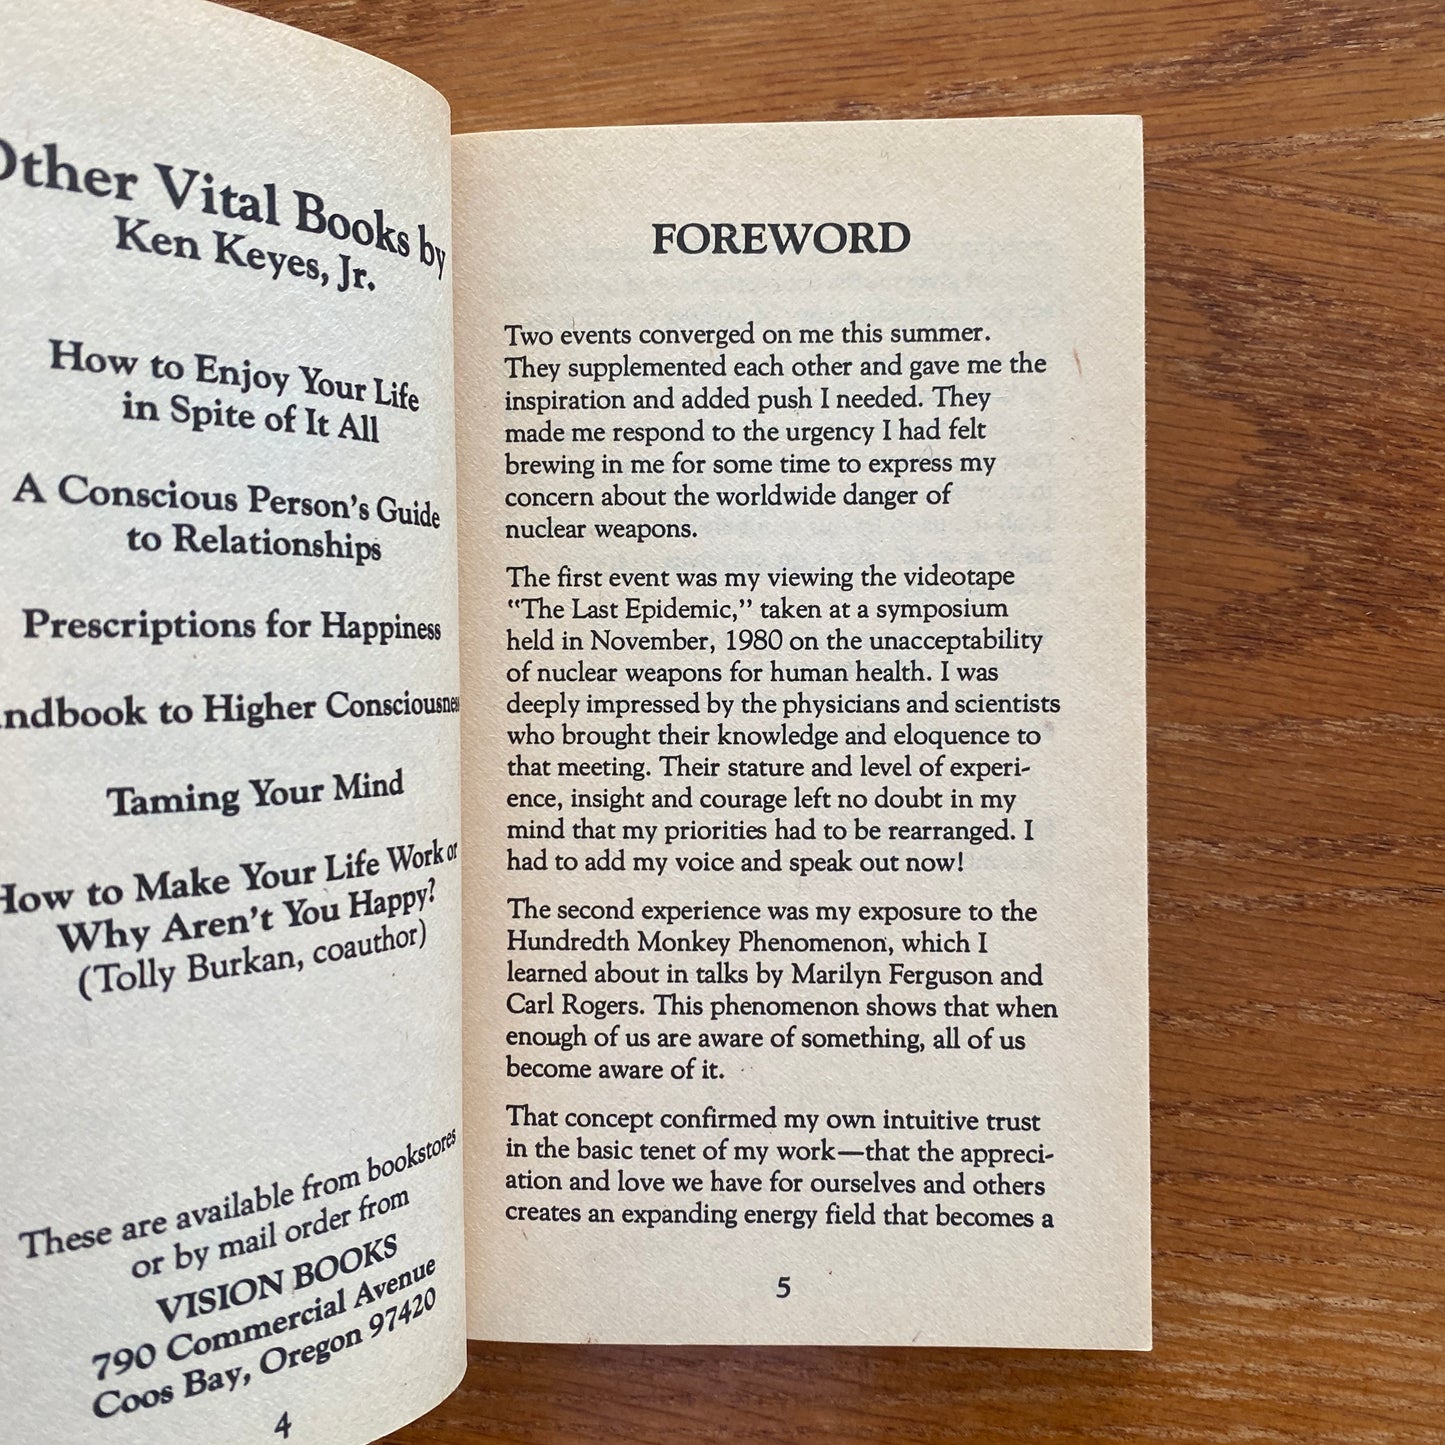 Other Vital Books by
Ken Keyes, Jr.
How to Enjoy Your Life
in Spite of It All
A Conscious Person's Guide
to Relationships
Prescriptions for Happiness
ndbook to Higher Consciousness
Taming Your Mind
How to Make Your Life Work or
Why Aren't You Happy?
(Tolly Burkan, coauthor)
These are available from bookstores
or by mail order from
VISION BOOKS
790 Commercial Avenue
Coos Bay, Oregon 97420
4
FOREWORD
Two events converged on me this summer.
They supplemented each other and gave me the
inspiration and added push I needed. They
made me respond to the urgency I had felt
brewing in me for some time to express my
concern about the worldwide danger of
nuclear weapons.
The first event was my viewing the videotape
"The Last Epidemic," taken at a symposium
held in November, 1980 on the unacceptability
of nuclear weapons for human health. I was
deeply impressed by the physicians and scientists
who brought their knowledge and eloquence to
that meeting. Their stature and level of experi-
ence, insight and courage left no doubt in my
mind that my priorities had to be rearranged. I
had to add my voice and speak out now!
The second experience was my exposure to the
Hundredth Monkey Phenomenon, which I
learned about in talks by Marilyn Ferguson and
Carl Rogers. This phenomenon shows that when
enough of us are aware of something, all of us
become aware of it.
That concept confirmed my own intuitive trust
in the basic tenet of my work—that the appreci-
ation and love we have for ourselves and others
creates an expanding energy field that becomes a
5